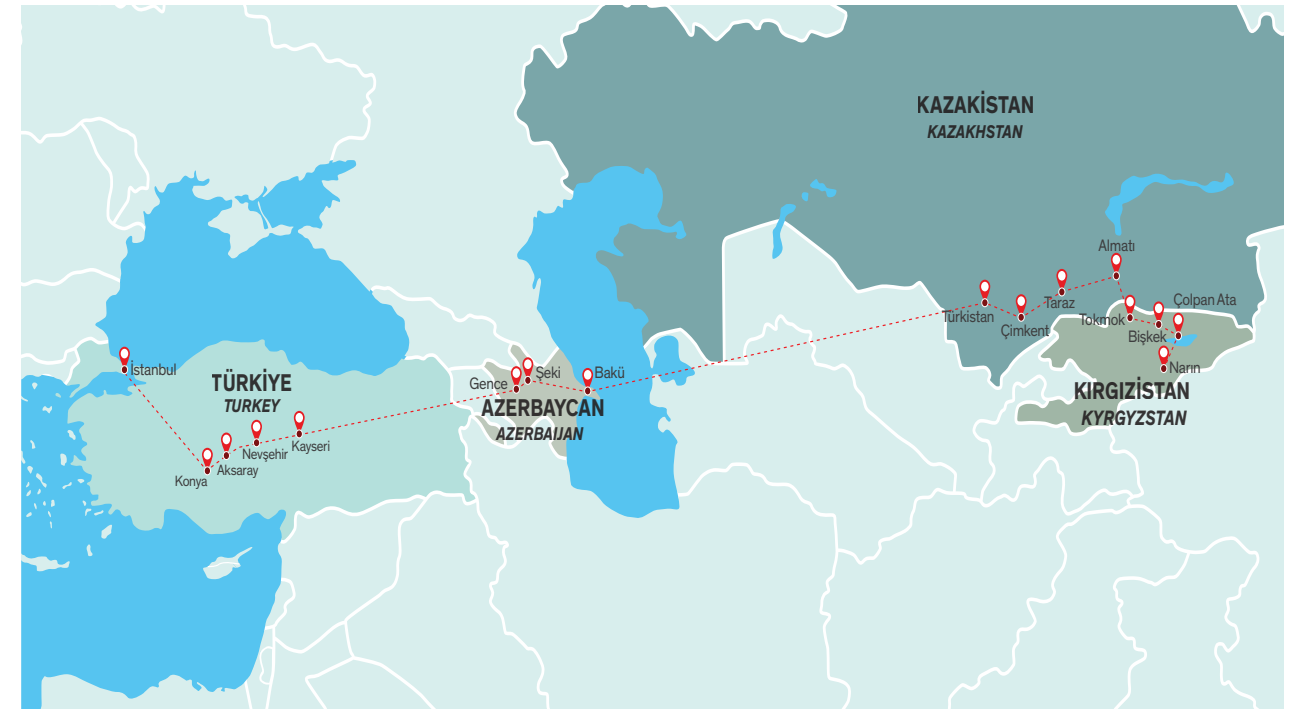 KAZAKİSTAN
KAZAKHSTAN
Almatı
Taraz
Çolpan Ata
Türkistan
Çimkent
Tokmok
Bişkek
Narın
KIRGIZİSTAN
KYRGYZSTAN
İstanbul
TÜRKİYE
TURKEY
Gence
Şeki
Bakü
AZERBAYCAN
AZERBAIJAN
Kayseri
Nevşehir
Aksaray
Konya